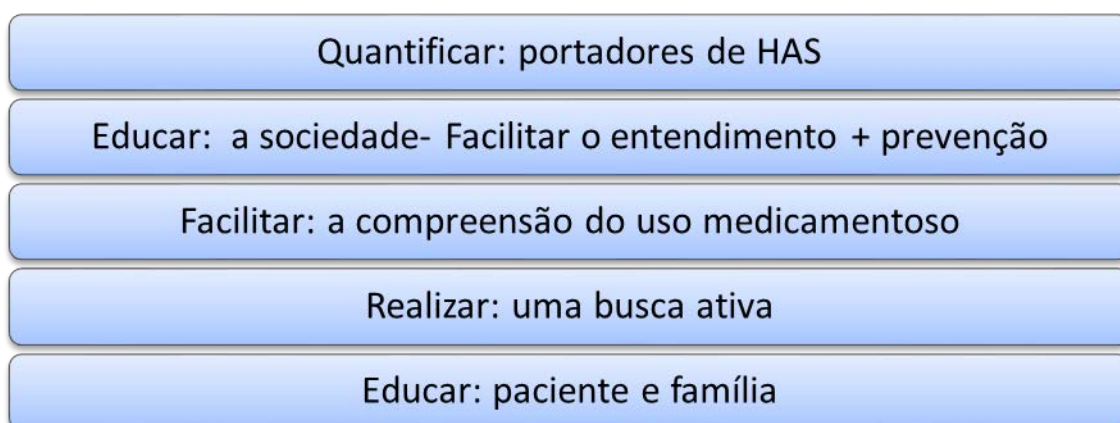 Quantificar: portadores de HAS
Educar: a sociedade- Facilitar o entendimento + prevenção
Facilitar: a compreensão do uso medicamentoso
Realizar: uma busca ativa
Educar: paciente e família